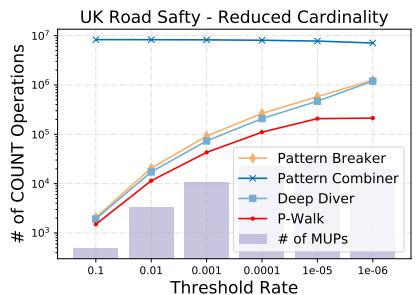 UK Road Safty - Reduced Cardinality
# of COUNT Operations
10^7
10^6
10^5
10^4
10^3
Pattern Breaker
Pattern Combiner
Deep Diver
P-Walk
# of MUPs
0.1 0.01 0.001 0.0001 1e-05 1e-06
Threshold Rate